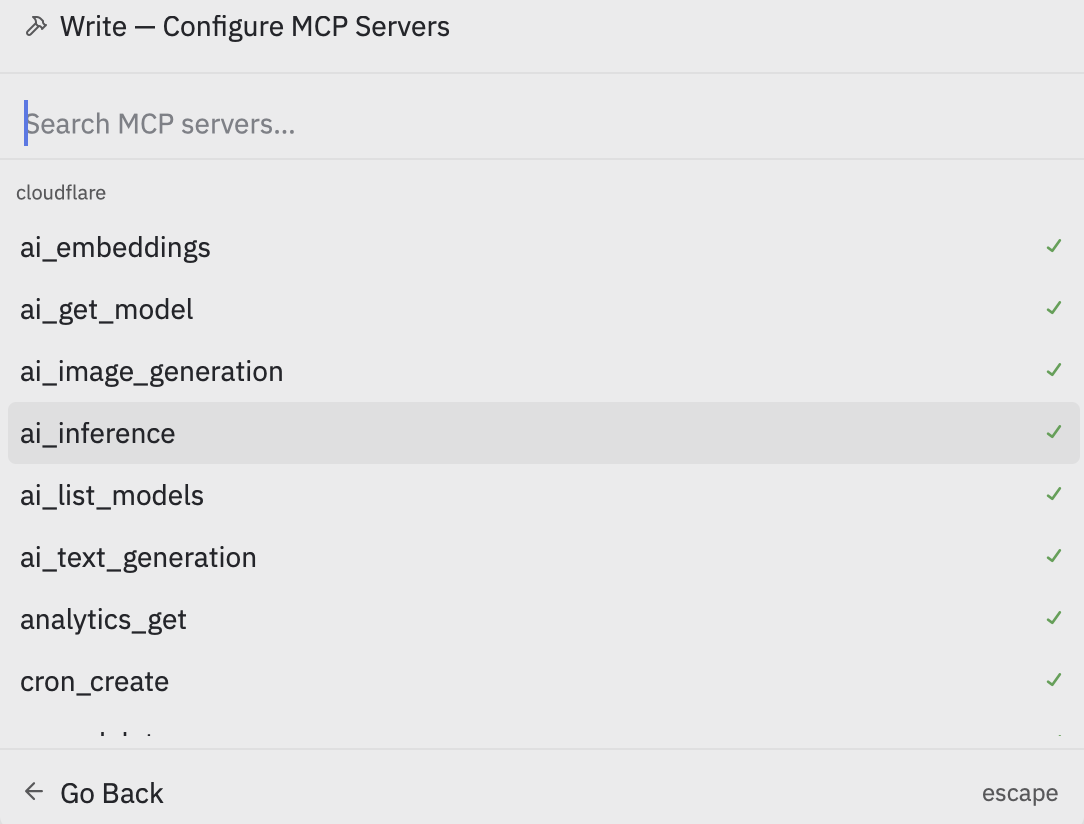 Write — Configure MCP Servers
Search MCP servers...
cloudflare
ai_embeddings
ai_get_model
ai_image_generation
ai_inference
ai_list_models
ai_text_generation
analytics_get
cron_create
Go Back
escape